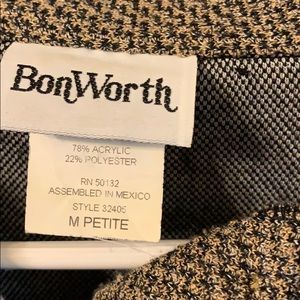 BonWorth
78% ACRYLIC
22% POLYESTER
RN 50132
ASSEMBLED IN MEXICO
STYLE 32405
M PETITE